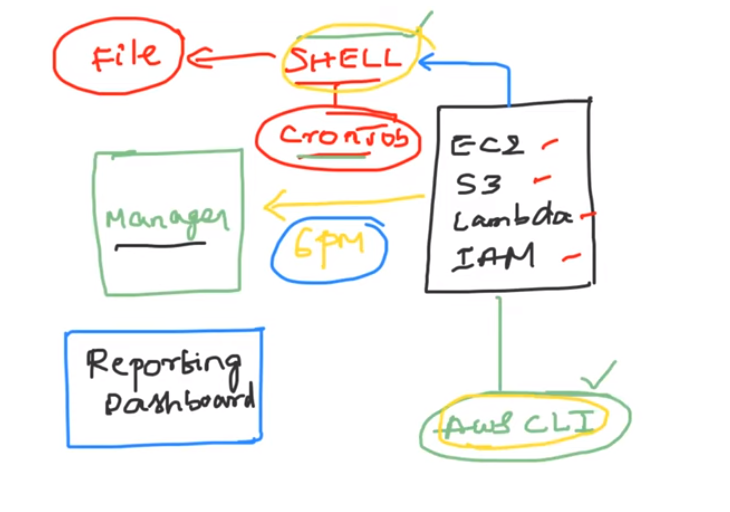 File
SHELL
CronJob
EC2
S3
Lambda
IAM
Manager
6PM
Reporting
Dashboard
AWS CLI